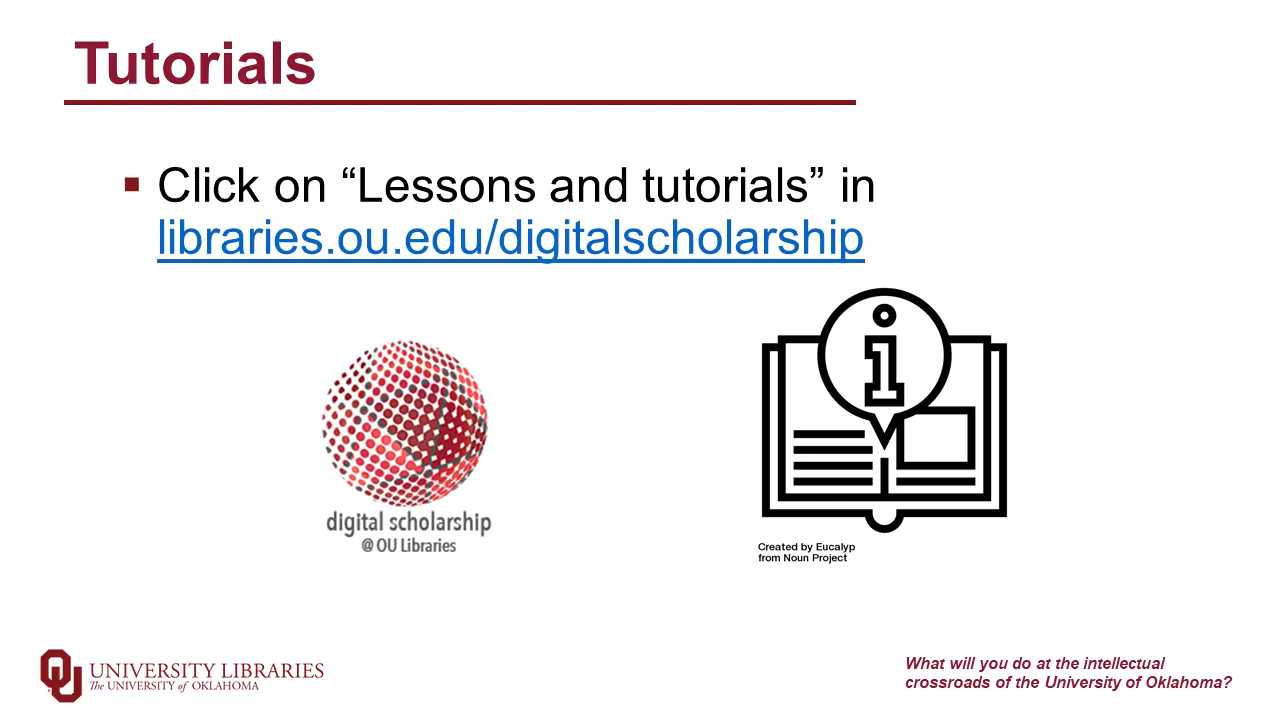 Tutorials
Click on “Lessons and tutorials” in
libraries.ou.edu/digitalscholarship
i
digital scholarship
@ OU Libraries
Created by Eucalyp
from Noun Project
OU
UNIVERSITY LIBRARIES
The UNIVERSITY of OKLAHOMA
What will you do at the intellectual
crossroads of the University of Oklahoma?